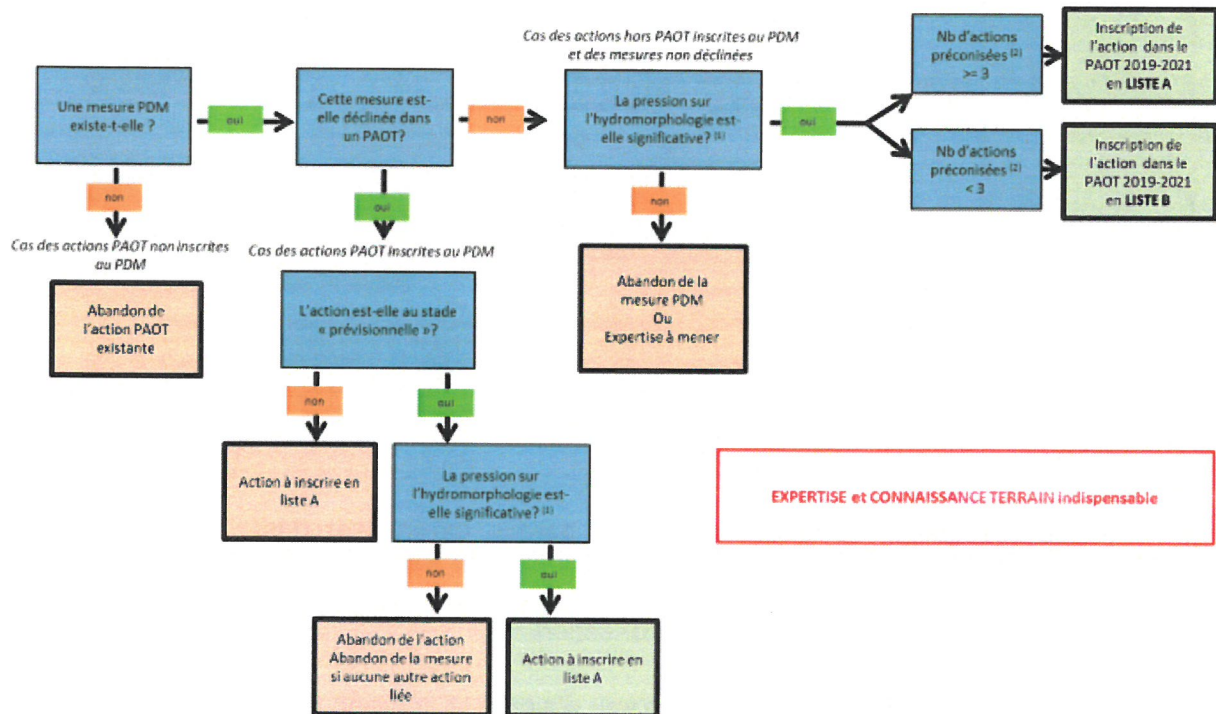 Cas des actions hors PAOT inscrites au PDM
et des mesures non déclinées
Une mesure PDM
existe-t-elle ?
oui
Cette mesure est-
elle déclinée dans
un PAOT?
non
La pression sur
l'hydromorphologie est-
elle significative? (1)
oui
Nb d'actions
préconisées (2)
>= 3
Inscription de
l'action dans le
PAOT 2019-2021
en LISTE A
Nb d'actions
préconisées (2)
< 3
Inscription de
l'action dans le
PAOT 2019-2021
en LISTE B
non
oui
non
Cas des actions PAOT non inscrites
au PDM
Cas des actions PAOT inscrites au PDM
Abandon de
l'action PAOT
existante
L'action est-elle au stade
« prévisionnelle »?
Abandon de la
mesure PDM
Ou
Expertise à mener
non
oui
Action à inscrire en
liste A
La pression sur
l'hydromorphologie est-
elle significative? (1)
EXPERTISE et CONNAISSANCE TERRAIN indispensable
non
oui
Abandon de l'action
Abandon de la mesure
si aucune autre action
liée
Action à inscrire en
liste A